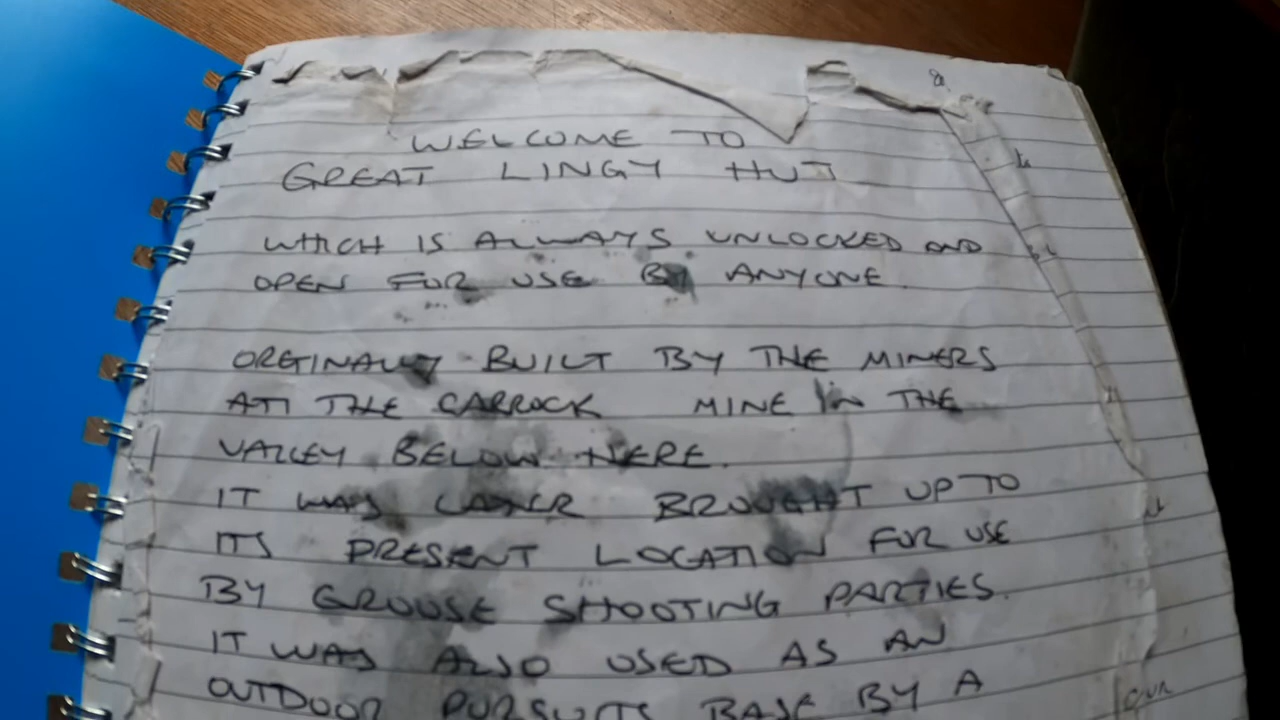 WELCOME TO
GREAT LINGY HUT
WHICH IS ALWAYS UNLOCKED AND
OPEN FOR USE BY ANYONE.
ORGINALLY BUILT BY THE MINERS
AT THE CARROCK MINE IN THE
VALLEY BELOW HERE.
IT WAS LATER BROUGHT UP TO
ITS PRESENT LOCATION FOR USE
BY GROUSE SHOOTING PARTIES.
IT WAS ALSO USED AS AN
OUTDOOR PURSUITS BASE BY A